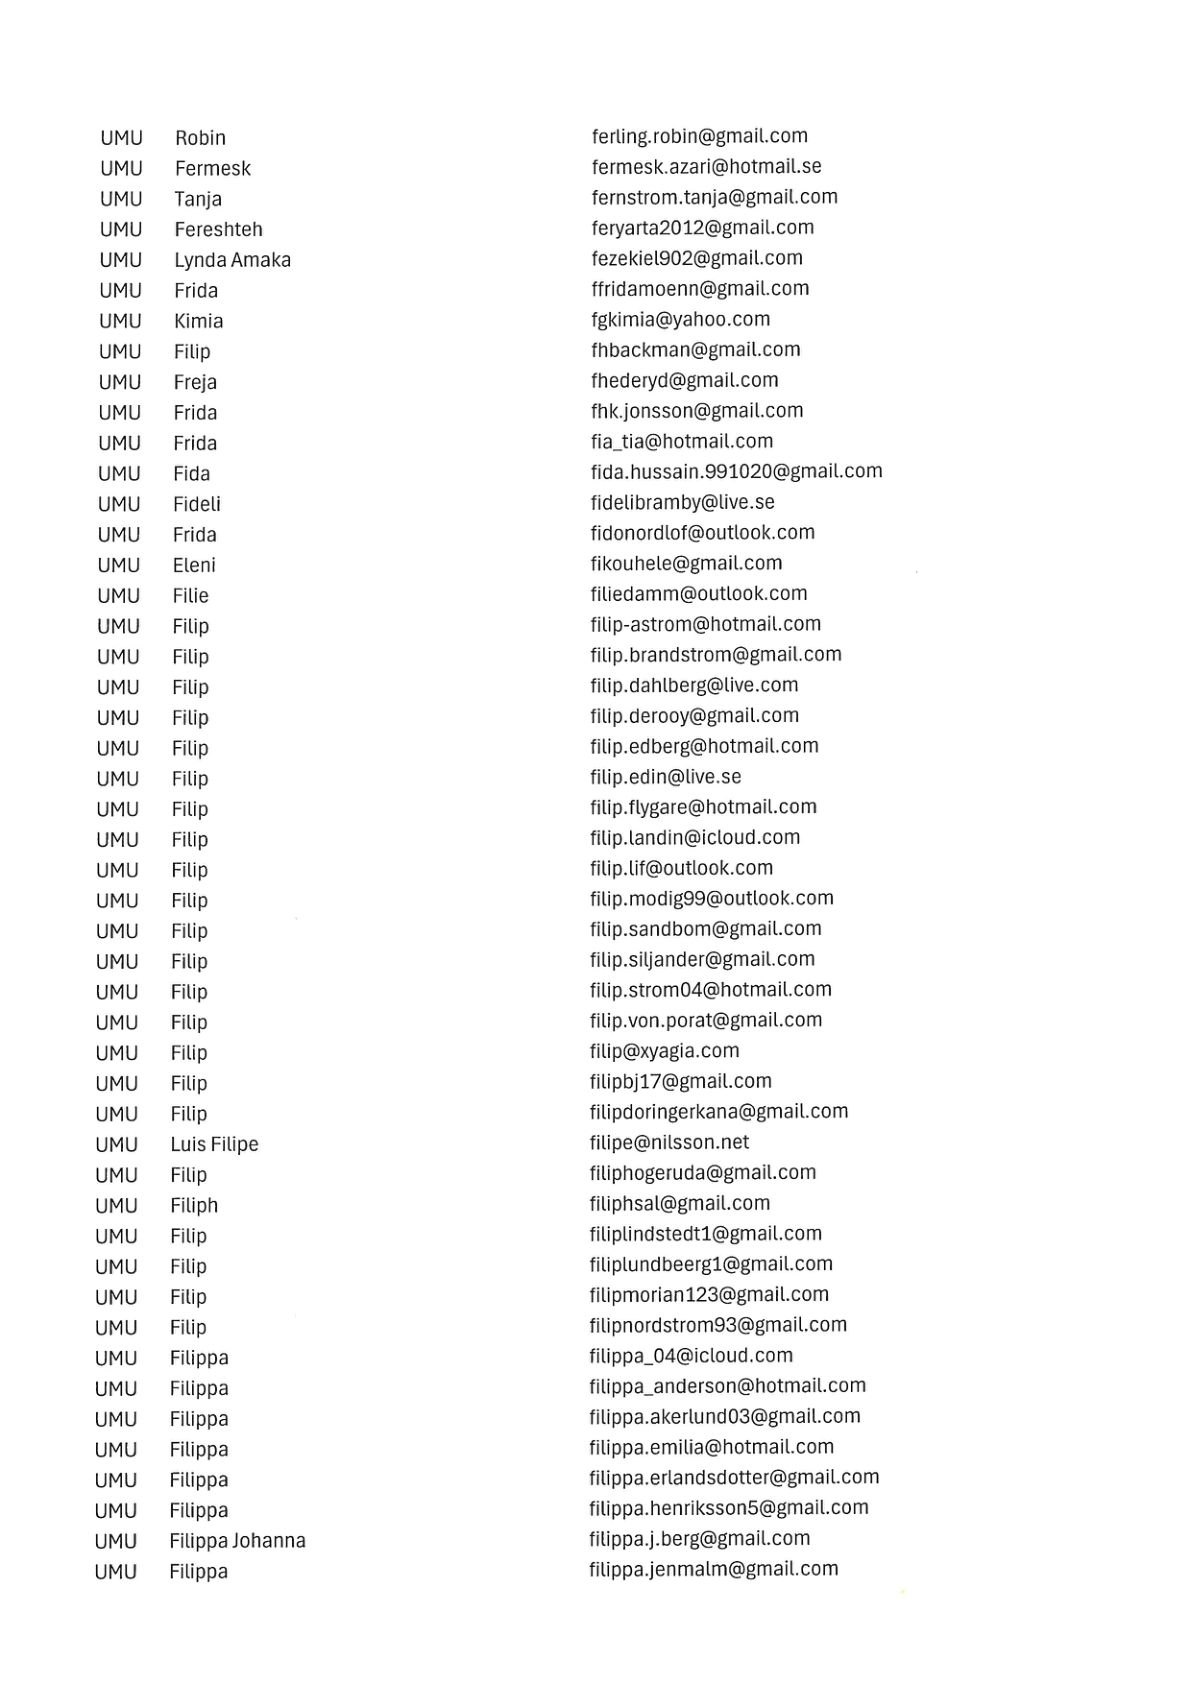 UMU Robin ferling.robin@gmail.com
UMU Fermesk fermesk.azari@hotmail.se
UMU Tanja fernstrom.tanja@gmail.com
UMU Fereshteh feryarta2012@gmail.com
UMU Lynda Amaka fezekiel902@gmail.com
UMU Frida ffridamoenn@gmail.com
UMU Kimia fgkimia@yahoo.com
UMU Filip fhbackman@gmail.com
UMU Freja fhederyd@gmail.com
UMU Frida fhk.jonsson@gmail.com
UMU Frida fia_tia@hotmail.com
UMU Fida fida.hussain.991020@gmail.com
UMU Fideli fidelibramby@live.se
UMU Frida fidonordlof@outlook.com
UMU Eleni fikouhele@gmail.com
UMU Filie filiedamm@outlook.com
UMU Filip filip-astrom@hotmail.com
UMU Filip filip.brandstrom@gmail.com
UMU Filip filip.dahlberg@live.com
UMU Filip filip.derooy@gmail.com
UMU Filip filip.edberg@hotmail.com
UMU Filip filip.edin@live.se
UMU Filip filip.flygare@hotmail.com
UMU Filip filip.landin@icloud.com
UMU Filip filip.lif@outlook.com
UMU Filip filip.modig99@outlook.com
UMU Filip filip.sandbom@gmail.com
UMU Filip filip.siljander@gmail.com
UMU Filip filip.strom04@hotmail.com
UMU Filip filip.von.porat@gmail.com
UMU Filip filip@xyagia.com
UMU Filip filipbj17@gmail.com
UMU Filip filipdoringerkana@gmail.com
UMU Luis Filipe filipe@nilsson.net
UMU Filip filiphogeruda@gmail.com
UMU Filiph filiphsal@gmail.com
UMU Filip filiplindstedt1@gmail.com
UMU Filip filiplundbeerg1@gmail.com
UMU Filip filipmorian123@gmail.com
UMU Filip filipnordstrom93@gmail.com
UMU Filippa filippa_04@icloud.com
UMU Filippa filippa_anderson@hotmail.com
UMU Filippa filippa.akerlund03@gmail.com
UMU Filippa filippa.emilia@hotmail.com
UMU Filippa filippa.erlandsdotter@gmail.com
UMU Filippa filippa.henriksson5@gmail.com
UMU Filippa Johanna filippa.j.berg@gmail.com
UMU Filippa filippa.jenmalm@gmail.com